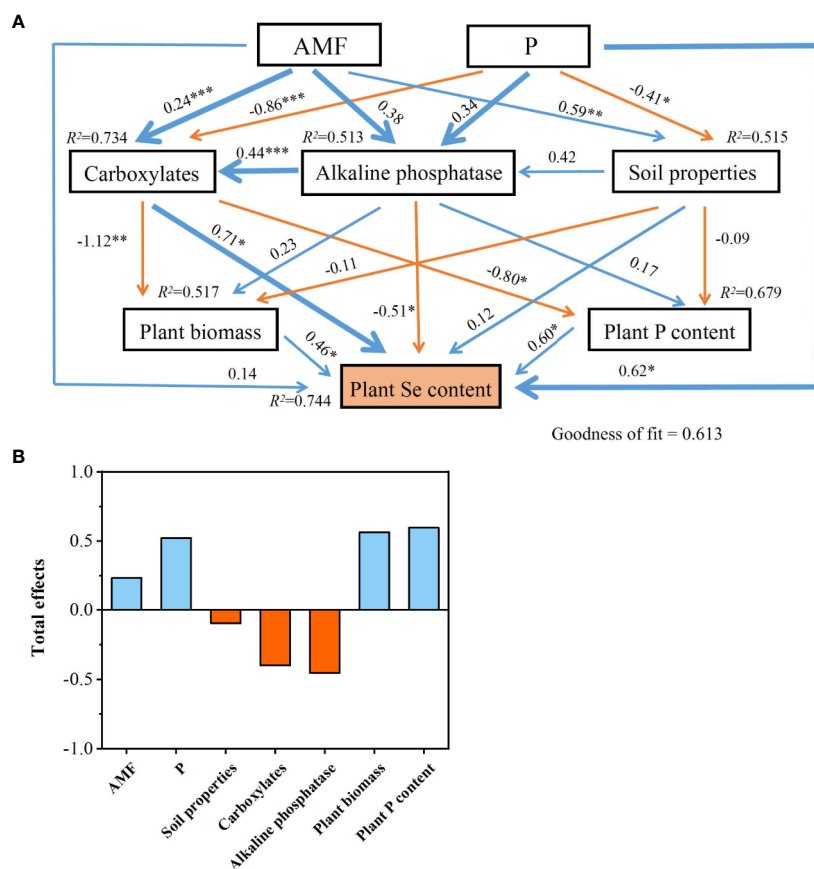 A
AMF
P
0.24***
-0.86***
0.38
0.34
0.59**
-0.41*
R²=0.734
R²=0.513
R²=0.515
Carboxylates
0.44***
Alkaline phosphatase
0.42
Soil properties
-1.12**
0.71*
0.23
-0.11
-0.80*
0.17
-0.09
R²=0.517
-0.51*
0.12
R²=0.679
Plant biomass
Plant P content
0.46*
0.60*
0.14
Plant Se content
0.62*
R²=0.744
Goodness of fit = 0.613
B
Total effects
1.0
0.5
0.0
-0.5
-1.0
AMF
P
Soil properties
Carboxylates
Alkaline phosphatase
Plant biomass
Plant P content